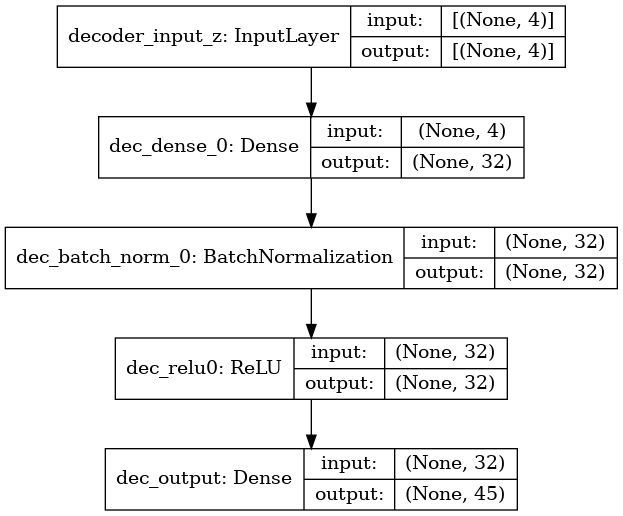 decoder_input_z: InputLayer
input: [(None, 4)]
output: [(None, 4)]
dec_dense_0: Dense
input: (None, 4)
output: (None, 32)
dec_batch_norm_0: BatchNormalization
input: (None, 32)
output: (None, 32)
dec_relu0: ReLU
input: (None, 32)
output: (None, 32)
dec_output: Dense
input: (None, 32)
output: (None, 45)